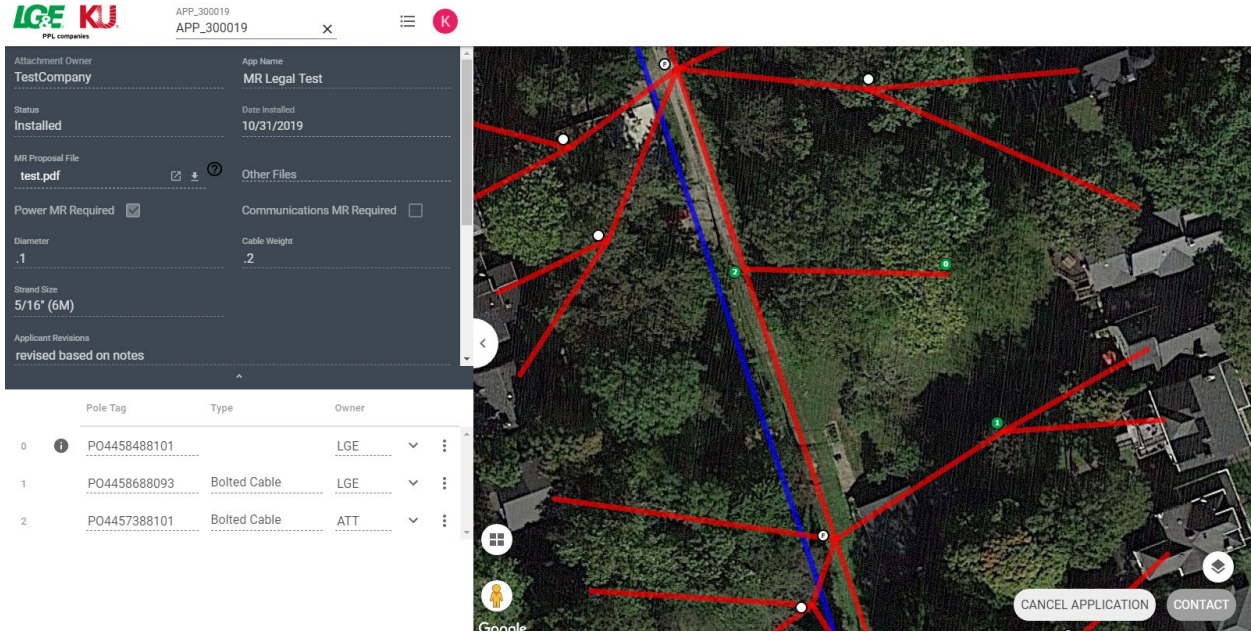 LG&E KU
PPL companies
APP_300019
APP_300019
K
Attachment Owner
TestCompany
App Name
MR Legal Test
Status
Installed
Date Installed
10/31/2019
MR Proposal File
test.pdf
Other Files
Power MR Required
Communications MR Required
Diameter
.1
Cable Weight
.2
Strand Size
5/16" (6M)
Applicant Revisions
revised based on notes
Pole Tag Type Owner
0 PO4458488101 LGE
1 PO4458688093 Bolted Cable LGE
2 PO4457388101 Bolted Cable ATT
F
2
0
1
F
Google
CANCEL APPLICATION
CONTACT